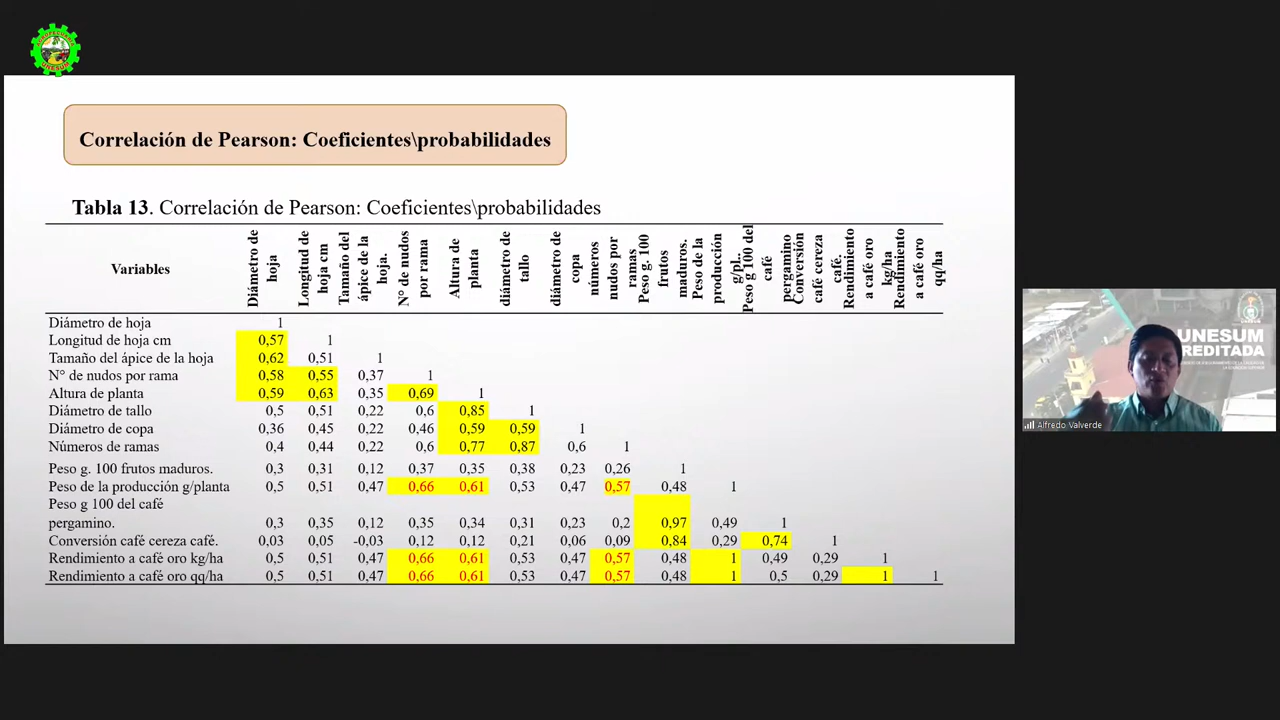 AGROPECUARIA
UNESUM
Correlación de Pearson: Coeficientes\probabilidades
Tabla 13. Correlación de Pearson: Coeficientes\probabilidades
Variables
Diámetro de hoja
Longitud de hoja cm
Tamaño del ápice de la hoja.
N° de nudos por rama
Altura de planta
diámetro de tallo
diámetro de copa
números nudos por ramas
Peso g. 100 frutos maduros.
Peso de la producción g/pl..
Peso g 100 del café pergamino
Conversión café cereza café.
Rendimiento a café oro kg/ha
Rendimiento a café oro qq/ha
Diámetro de hoja 1
Longitud de hoja cm 0,57 1
Tamaño del ápice de la hoja 0,62 0,51 1
N° de nudos por rama 0,58 0,55 0,37 1
Altura de planta 0,59 0,63 0,35 0,69 1
Diámetro de tallo 0,5 0,51 0,22 0,6 0,85 1
Diámetro de copa 0,36 0,45 0,22 0,46 0,59 0,59 1
Números de ramas 0,4 0,44 0,22 0,6 0,77 0,87 0,6 1
Peso g. 100 frutos maduros. 0,3 0,31 0,12 0,37 0,35 0,38 0,23 0,26 1
Peso de la producción g/planta 0,5 0,51 0,47 0,66 0,61 0,53 0,47 0,57 0,48 1
Peso g 100 del café
pergamino. 0,3 0,35 0,12 0,35 0,34 0,31 0,23 0,2 0,97 0,49 1
Conversión café cereza café. 0,03 0,05 -0,03 0,12 0,12 0,21 0,06 0,09 0,84 0,29 0,74 1
Rendimiento a café oro kg/ha 0,5 0,51 0,47 0,66 0,61 0,53 0,47 0,57 0,48 1 0,49 0,29 1
Rendimiento a café oro qq/ha 0,5 0,51 0,47 0,66 0,61 0,53 0,47 0,57 0,48 1 0,5 0,29 1 1
UNESUM
REDITADA
Alfredo Valverde